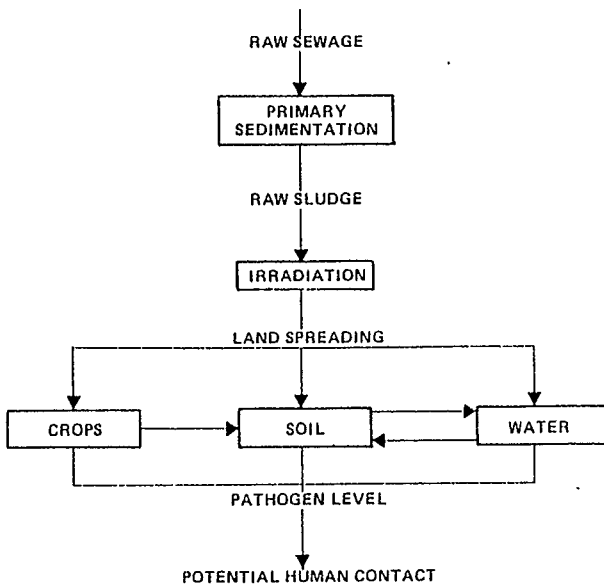 RAW SEWAGE
PRIMARY
SEDIMENTATION
RAW SLUDGE
IRRADIATION
LAND SPREADING
CROPS
SOIL
WATER
PATHOGEN LEVEL
POTENTIAL HUMAN CONTACT